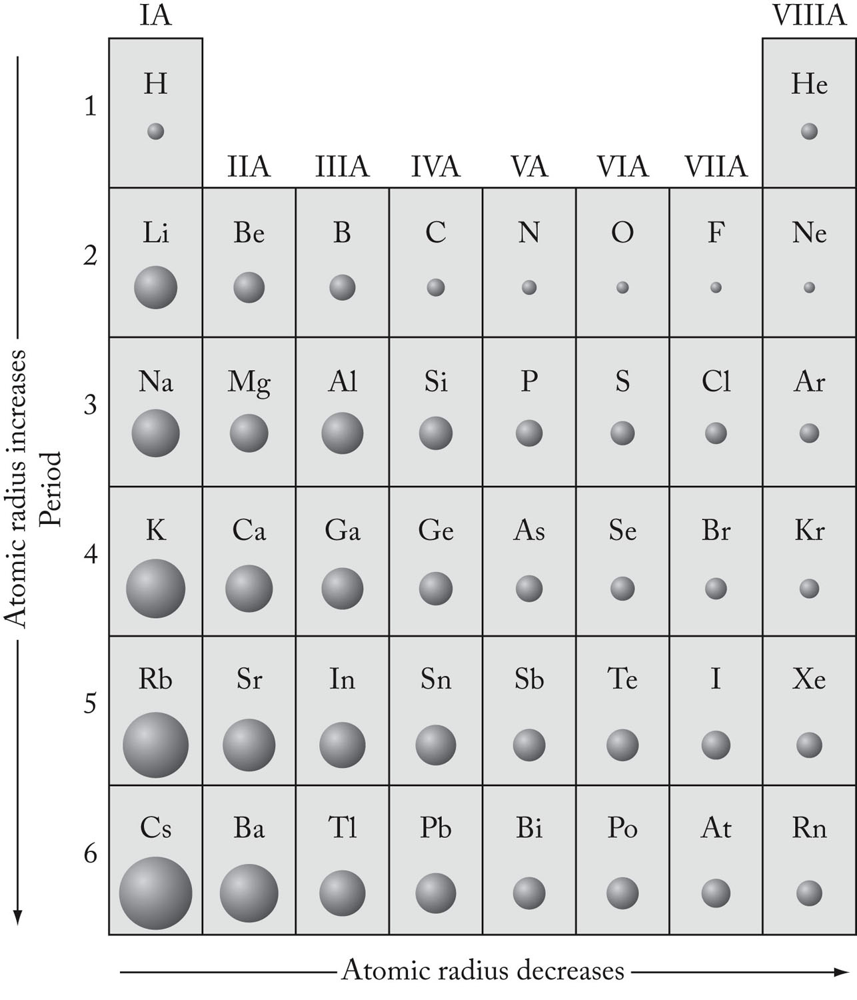 IA VIIIA
H He
1
IIA IIIA IVA VA VIA VIIA
Li Be B C N O F Ne
2
Na Mg Al Si P S Cl Ar
3
K Ca Ga Ge As Se Br Kr
4
Rb Sr In Sn Sb Te I Xe
5
Cs Ba Tl Pb Bi Po At Rn
6
Atomic radius increases
Period
Atomic radius decreases